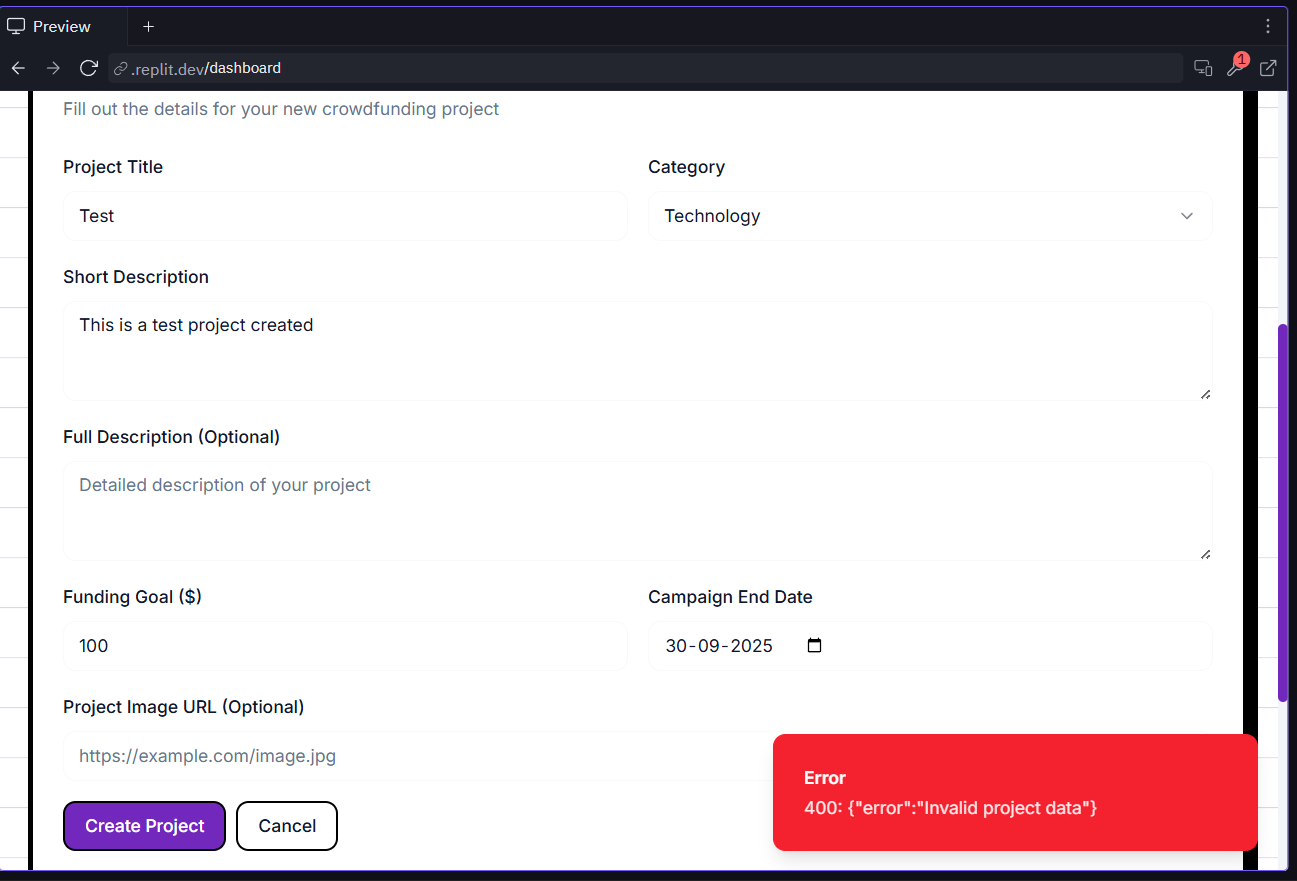 Preview
.replit.dev/dashboard
1
Fill out the details for your new crowdfunding project
Project Title
Category
Test
Technology
Short Description
This is a test project created
Full Description (Optional)
Detailed description of your project
Funding Goal ($)
Campaign End Date
100
30-09-2025
Project Image URL (Optional)
https://example.com/image.jpg
Error
400: {"error":"Invalid project data"}
Create Project
Cancel